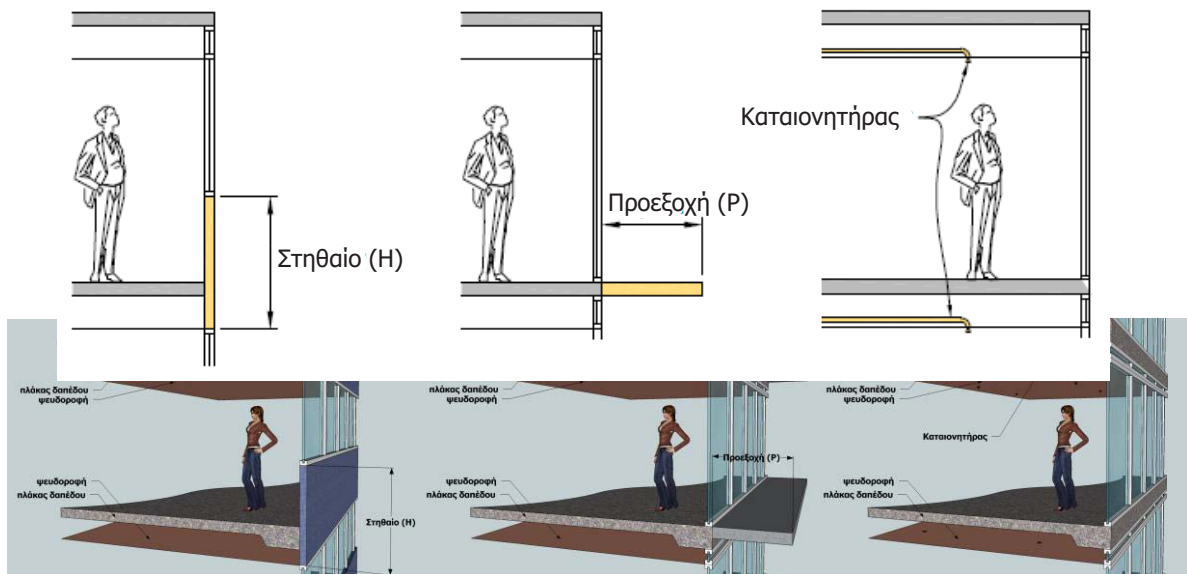 Στηθαίο (H)
Προεξοχή (P)
Καταιονητήρας
πλάκας δαπέδου
ψευδοροφή
ψευδοροφή
πλάκας δαπέδου
Στηθαίο (H)
πλάκας δαπέδου
ψευδοροφή
ψευδοροφή
πλάκας δαπέδου
Προεξοχή (P)
πλάκας δαπέδου
ψευδοροφή
Καταιονητήρας
ψευδοροφή
πλάκας δαπέδου